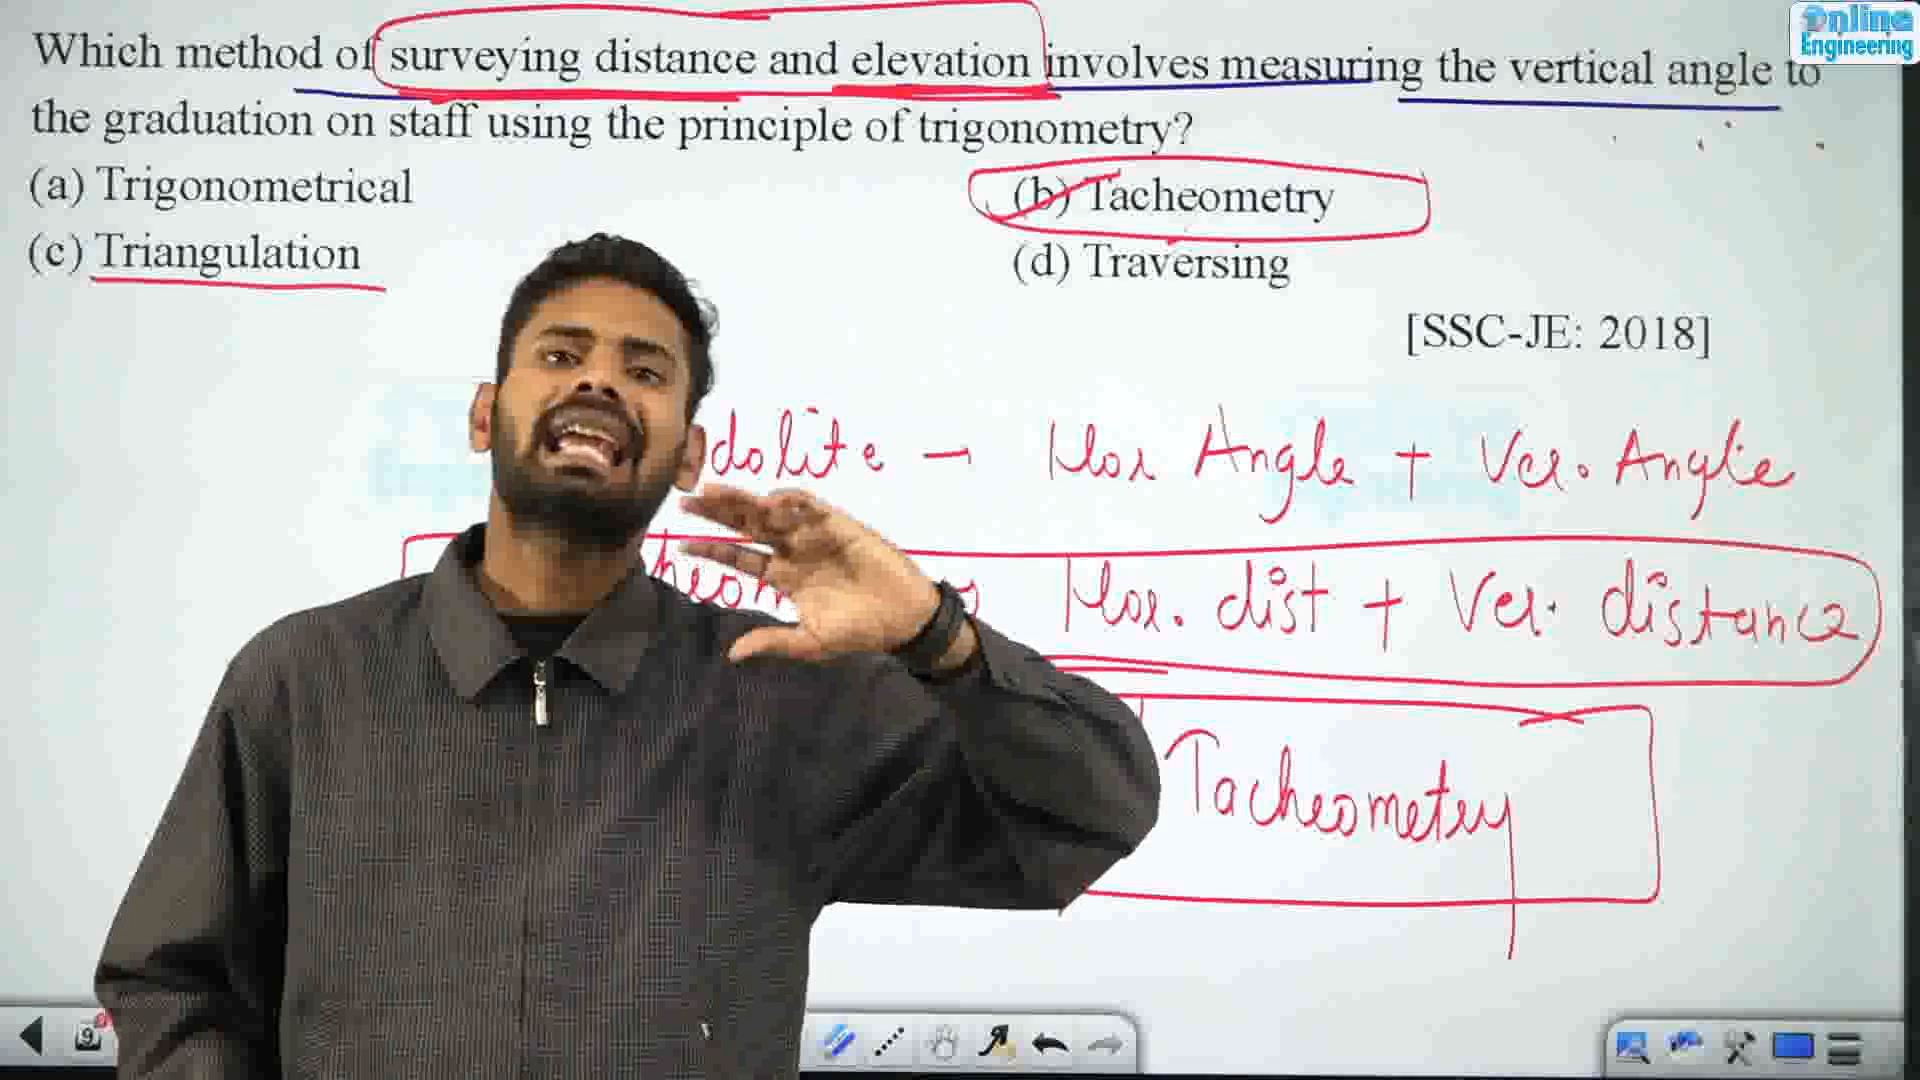 Online
Engineering
Which method of surveying distance and elevation involves measuring the vertical angle to
the graduation on staff using the principle of trigonometry?
(a) Trigonometrical (b) Tacheometry
(c) Triangulation (d) Traversing
[SSC-JE: 2018]
dolite - Hor Angle + Ver. Angle
heom Hor. dist + Ver. distance
Tacheometry
9